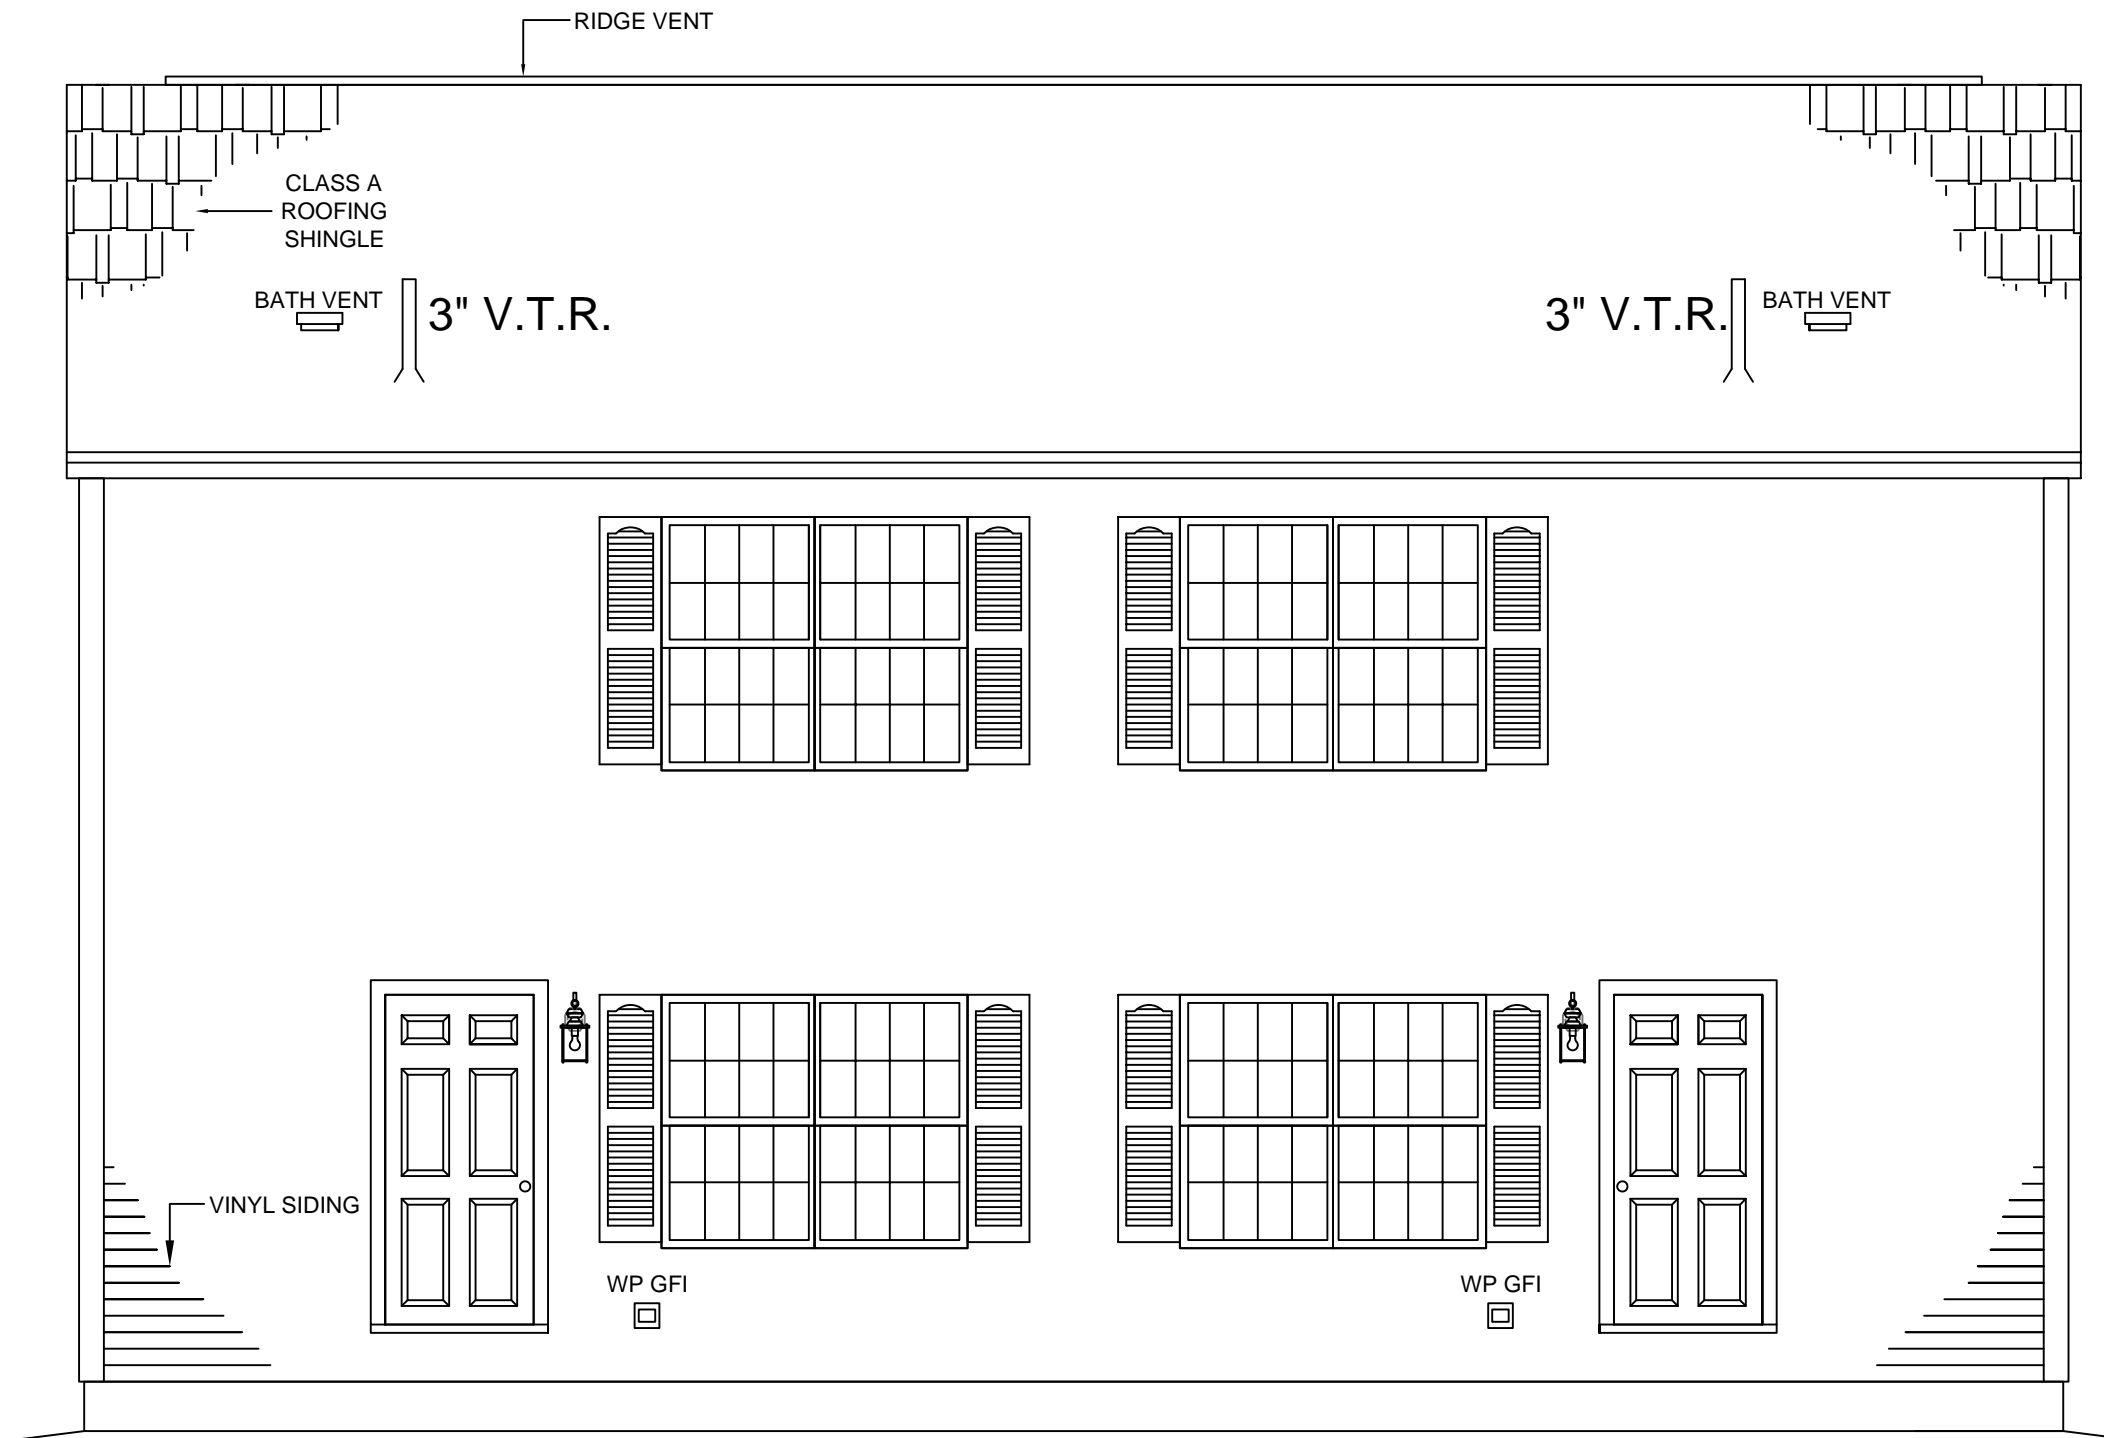 RIDGE VENT
CLASS A
ROOFING
SHINGLE
BATH VENT
3" V.T.R.
3" V.T.R.
BATH VENT
VINYL SIDING
WP GFI
WP GFI